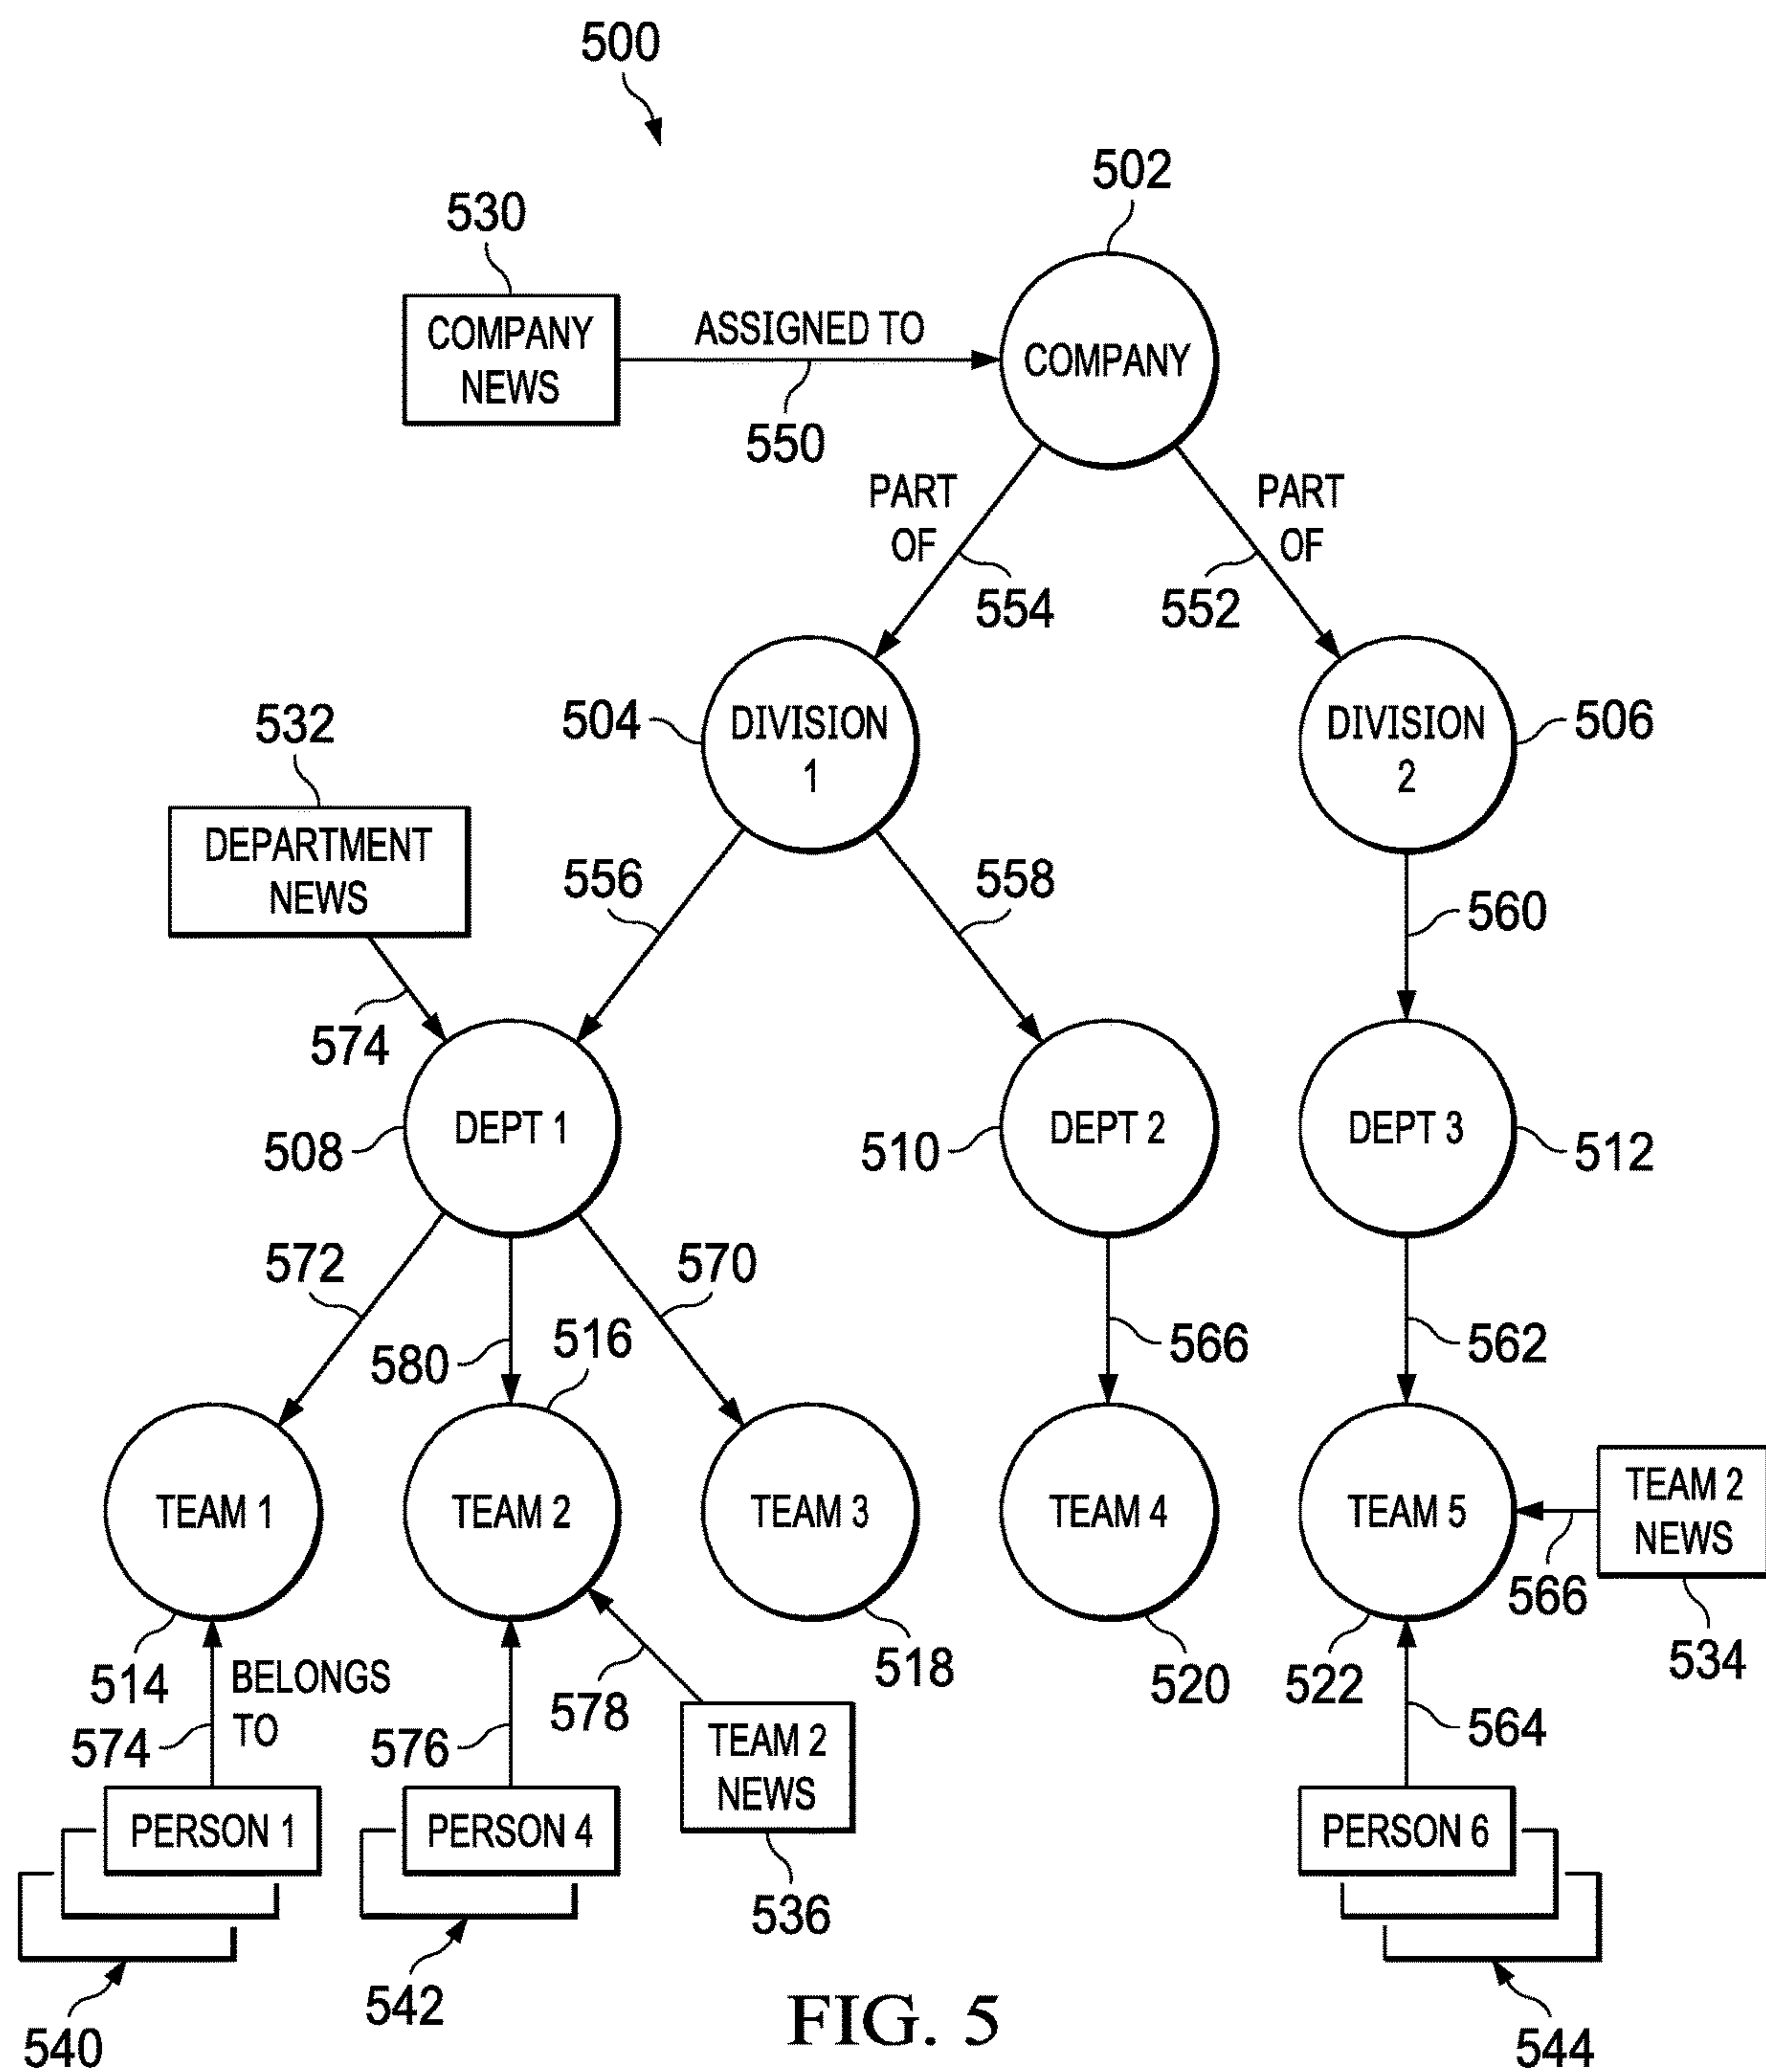 500
502
530
COMPANY
NEWS
ASSIGNED TO
550
COMPANY
PART
OF
554
PART
OF
552
504
DIVISION
1
DIVISION
2
506
532
DEPARTMENT
NEWS
556
558
560
574
508
DEPT 1
510
DEPT 2
DEPT 3
512
572
580
516
570
566
562
TEAM 1
TEAM 2
TEAM 3
TEAM 4
TEAM 5
TEAM 2
NEWS
566
534
514
BELONGS
TO
574
576
578
518
520
522
564
TEAM 2
NEWS
536
PERSON 1
PERSON 4
PERSON 6
540
542
544
FIG. 5